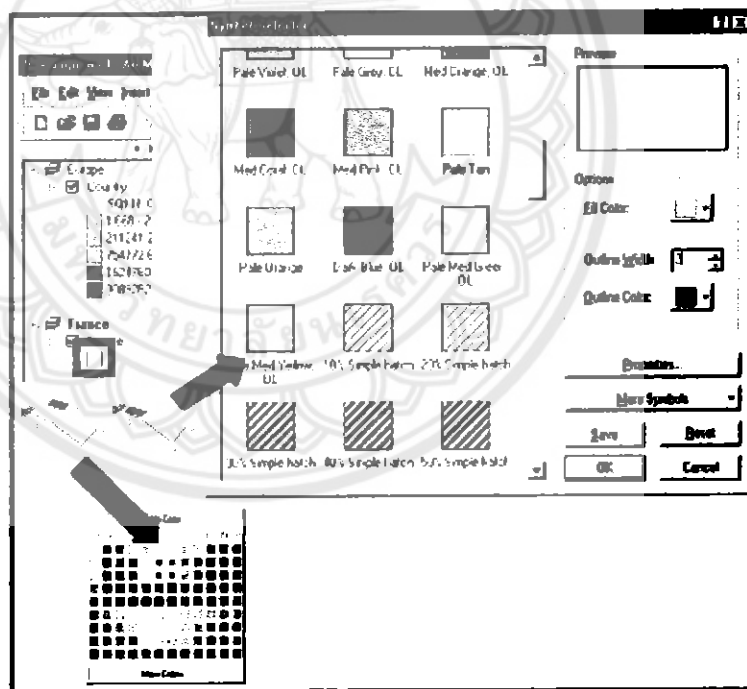 Symbol Selector
File Edit View Insert
Europe
County
France
Pale Violet, OL
Pale Grey, OL
Med Orange, OL
Med Coral, OL
Med Pink, OL
Pale Tan
Pale Orange
Dark Blue, OL
Pale Med Green
OL
Med Yellow,
OL
10% Simple hatch
20% Simple hatch
30% Simple hatch
40% Simple hatch
50% Simple hatch
Preview
Options
Fill Color:
Outline Width:
Outline Color:
Properties...
More Symbols
Save
Reset
OK
Cancel
More Colors